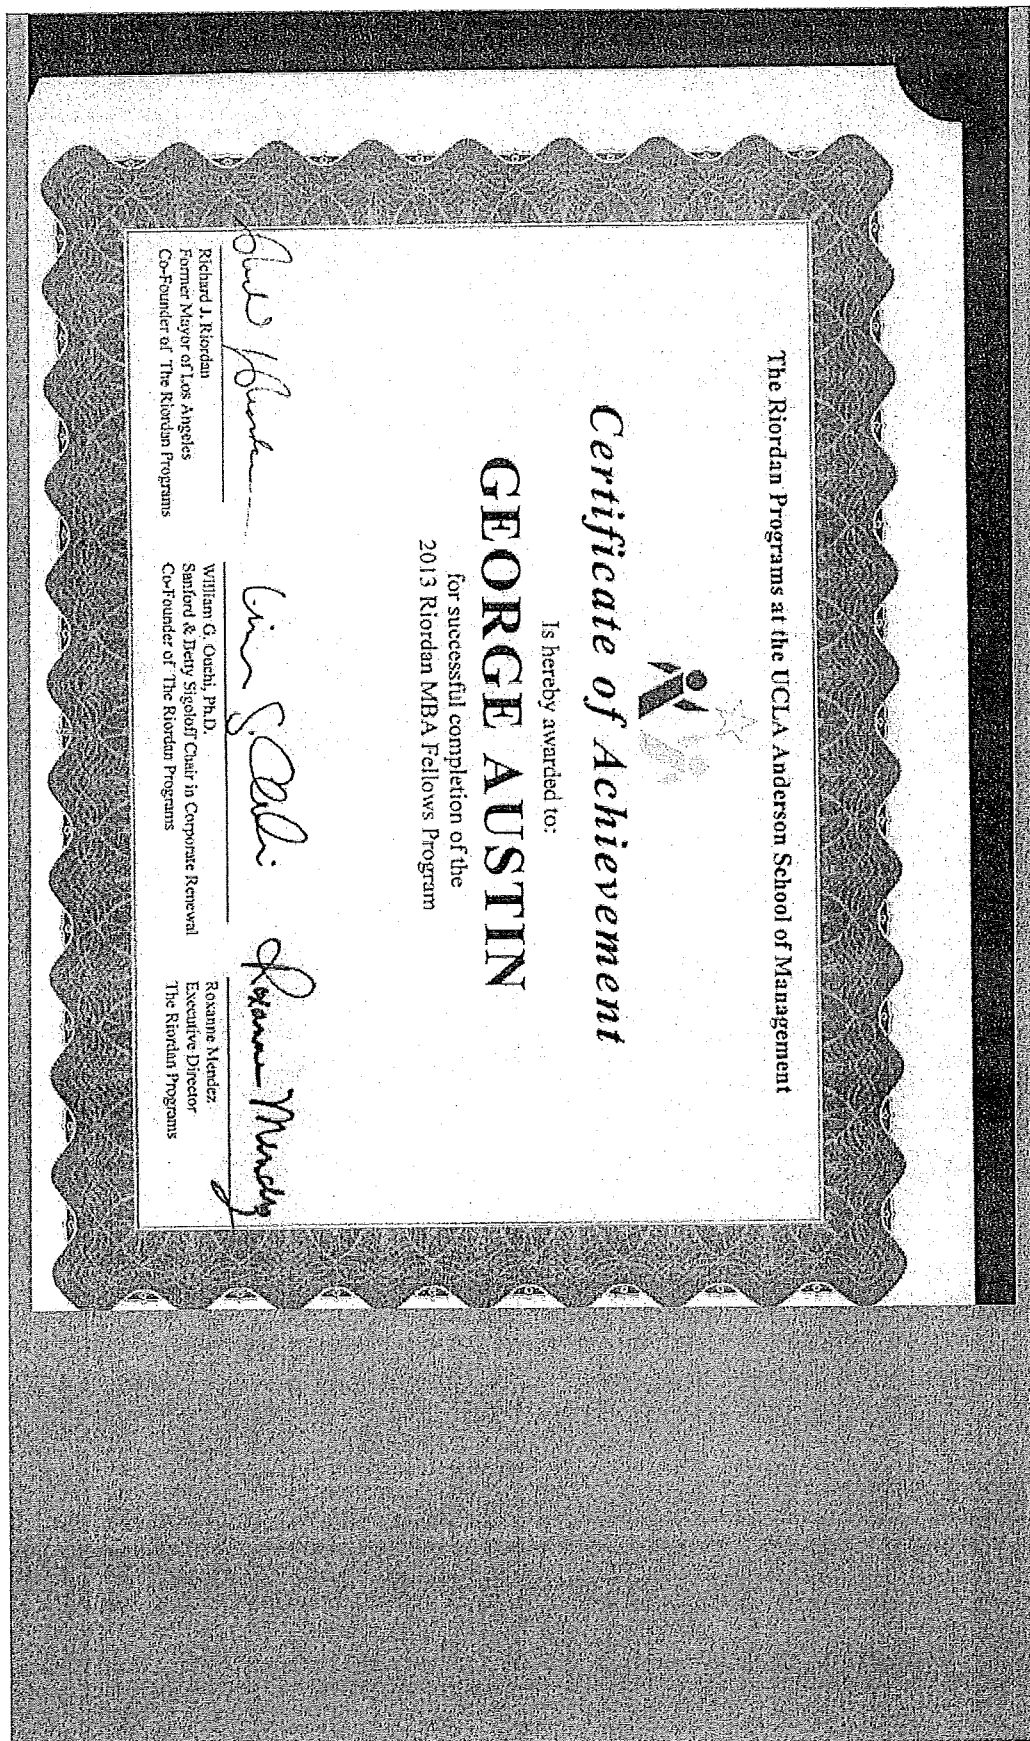 The Riordan Programs at the UCLA Anderson School of Management
Certificate of Achievement
Is hereby awarded to:
GEORGE AUSTIN
for successful completion of the
2013 Riordan MBA Fellows Program
Richard J. Riordan
Former Mayor of Los Angeles
Co-Founder of The Riordan Programs
William G. Ouchi, Ph.D.
Sanford & Betty Sigoloff Chair in Corporate Renewal
Co-Founder of The Riordan Programs
Roxanne Mendez
Roxanne Mendez
Executive Director
The Riordan Programs